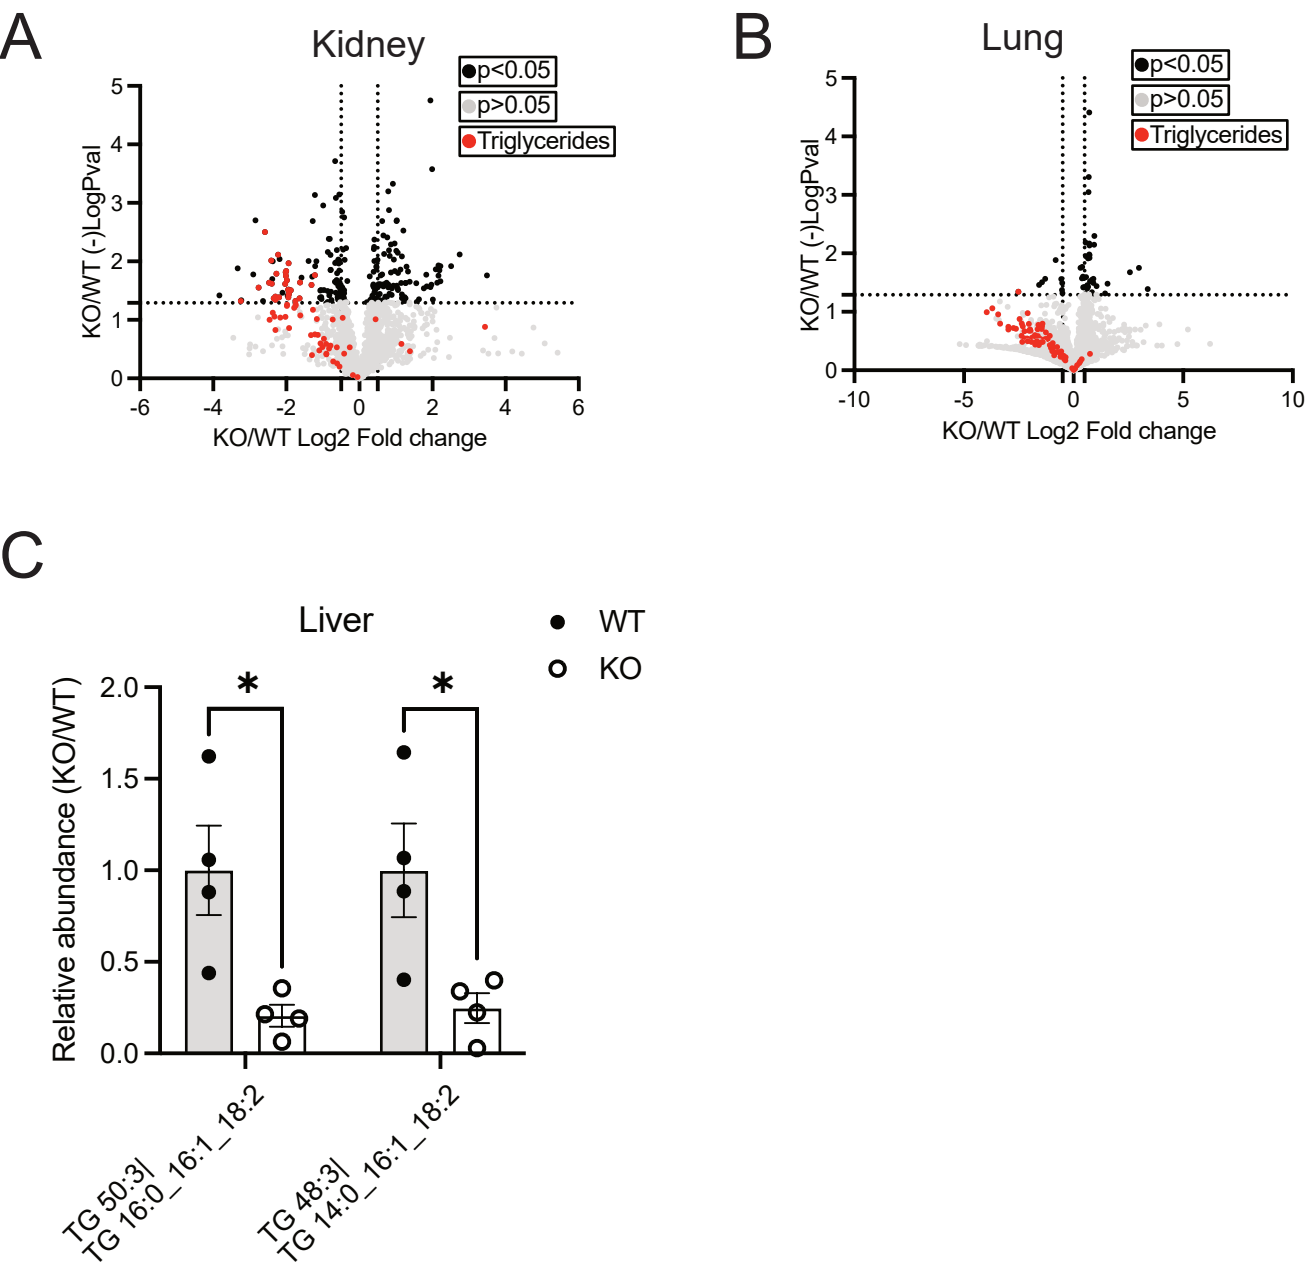 A
Kidney
p<0.05
p>0.05
Triglycerides
KO/WT (-)LogPval
5
4
3
2
1
0
-6 -4 -2 0 2 4 6
KO/WT Log2 Fold change
B
Lung
p<0.05
p>0.05
Triglycerides
KO/WT (-)LogPval
5
4
3
2
1
0
-10 -5 0 5 10
KO/WT Log2 Fold change
C
Liver
WT
KO
Relative abundance (KO/WT)
2.0
1.5
1.0
0.5
0.0
* *
TG 50:3|
TG 16:0_16:1_18:2
TG 48:3|
TG 14:0_16:1_18:2